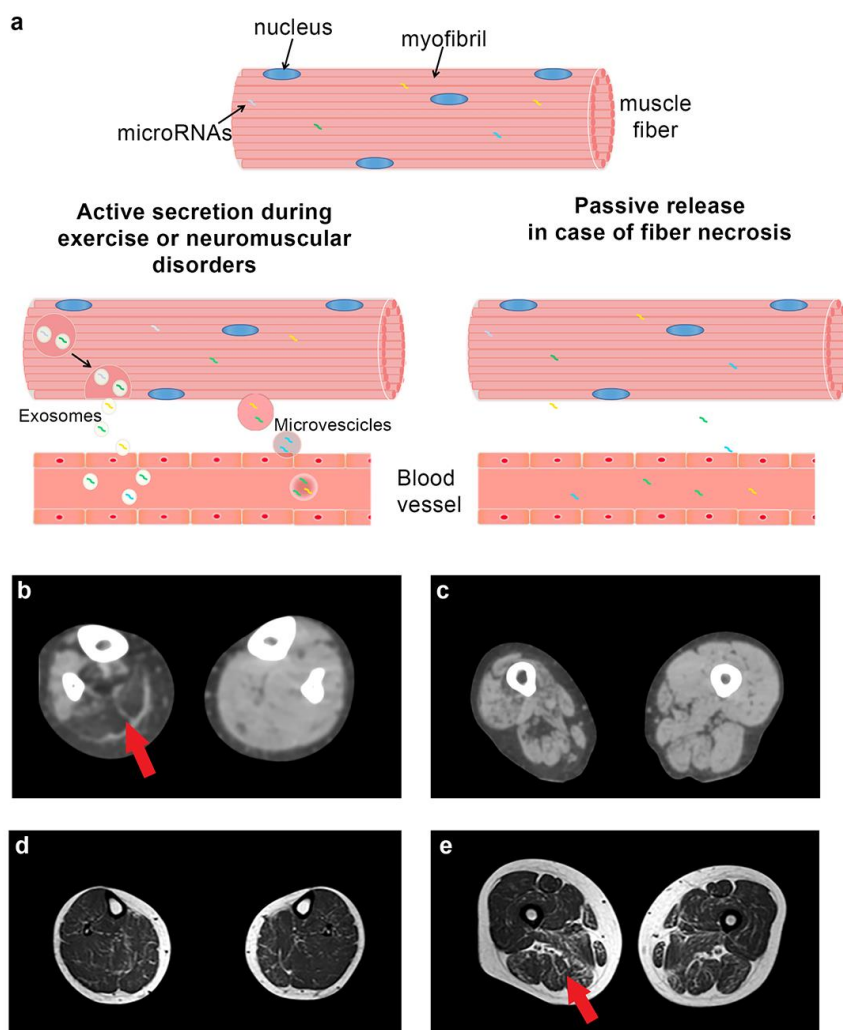 a
nucleus
myofibril
microRNAs
muscle
fiber
Active secretion during
exercise or neuromuscular
disorders
Passive release
in case of fiber necrosis
Exosomes
Microvescicles
Blood
vessel
b
c
d
e